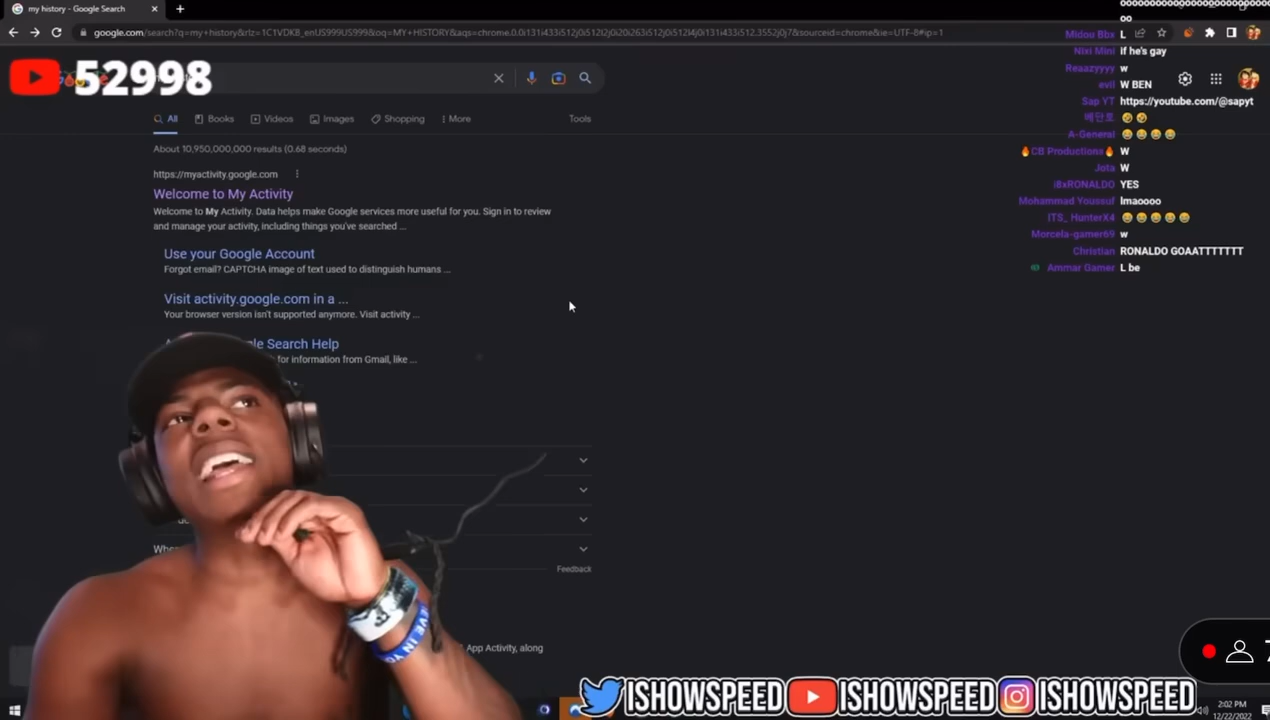 my history - Google Search
google.com/search?q=my+history&rlz=1C1VDKB_enUS999US999&oq=MY+HISTORY&aqs=chrome.0.0i131i433i512j0i512l2j0i20i263i512j0i512l4j0i131i433i512.3552j0j7&sourceid=chrome&ie=UTF-8#ip=1
52998
All Books Videos Images Shopping More Tools
About 10,950,000,000 results (0.68 seconds)
https://myactivity.google.com
Welcome to My Activity
Welcome to My Activity. Data helps make Google services more useful for you. Sign in to review
and manage your activity, including things you've searched ...
Use your Google Account
Forgot email? CAPTCHA image of text used to distinguish humans ...
Visit activity.google.com in a ...
Your browser version isn't supported anymore. Visit activity ...
Search Help
for information from Gmail, like ...
Feedback
App Activity, along
oo
Midou Bbx L
Nixi Mini if he's gay
Reaazyyyy w
evil W BEN
Sap YT https://youtube.com/@sapyt
베만로 🤣 🤣
A-General 😂 😂 😂 😂
🔥CB Productions🔥 W
Jota W
iBxRONALDO YES
Mohammad Youssuf lmaoooo
ITS_ HunterX4 😂 😂 😂 😂 😂
Morcela-gamer69 w
Christian RONALDO GOAATTTTTTT
Ammar Gamer L be
7
ISHOWSPEED ISHOWSPEED ISHOWSPEED
2:02 PM
12/22/2022